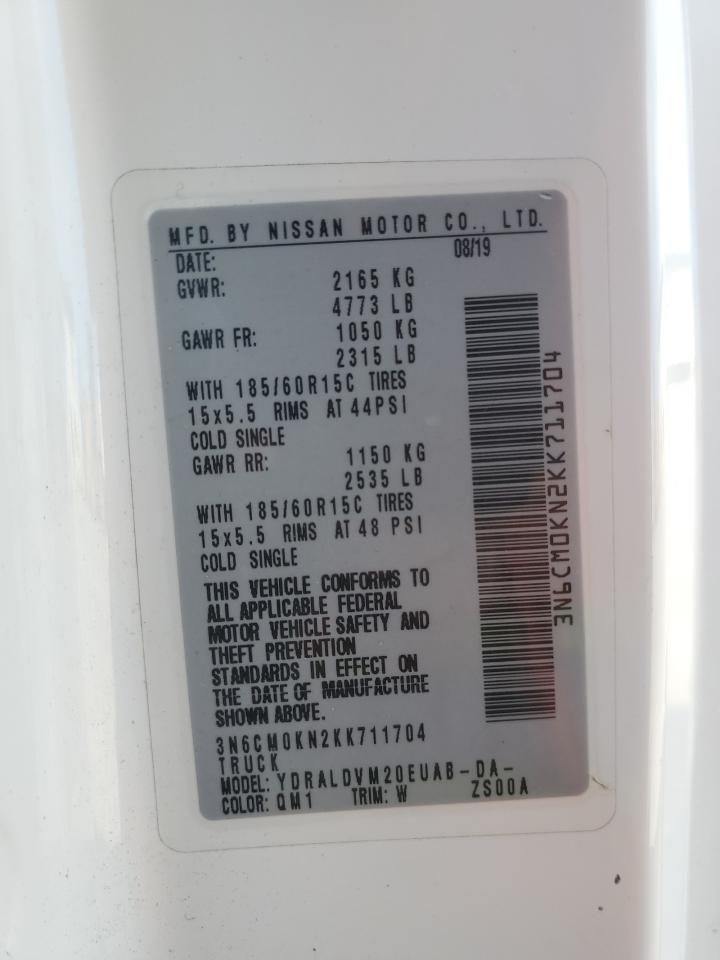 MFD. BY NISSAN MOTOR CO., LTD.
DATE: 08/19
GVWR: 2165 KG
4773 LB
GAWR FR: 1050 KG
2315 LB
WITH 185/60R15C TIRES
15x5.5 RIMS AT 44PSI
COLD SINGLE
GAWR RR: 1150 KG
2535 LB
WITH 185/60R15C TIRES
15x5.5 RIMS AT 48 PSI
COLD SINGLE
THIS VEHICLE CONFORMS TO
ALL APPLICABLE FEDERAL
MOTOR VEHICLE SAFETY AND
THEFT PREVENTION
STANDARDS IN EFFECT ON
THE DATE OF MANUFACTURE
SHOWN ABOVE.
3N6CM0KN2KK711704
TRUCK
MODEL: YDRALDVM20EUAB-DA-
COLOR: QM1 TRIM: W ZS00A
3N6CM0KN2KK711704